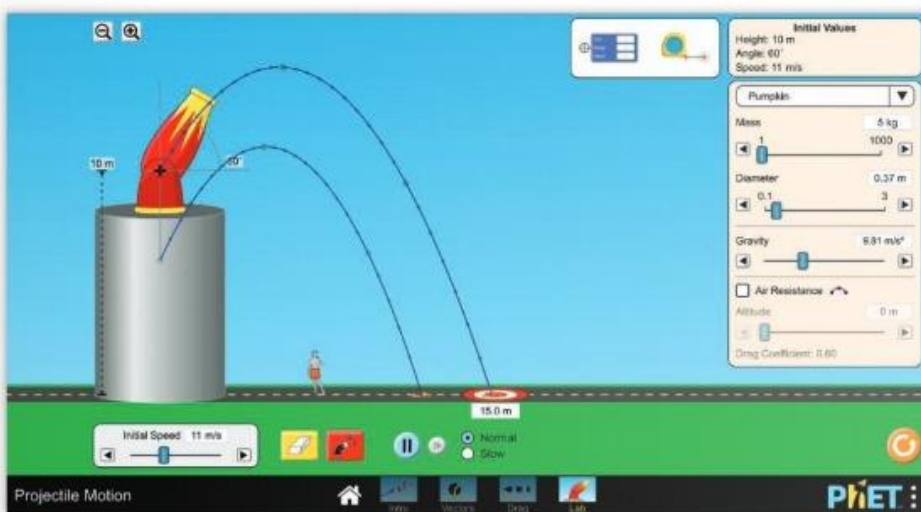 Initial Values
Height: 10 m
Angle: 60°
Speed: 11 m/s
Pumpkin
Mass 5 kg
1 1000
Diameter 0.37 m
0.1 3
Gravity 9.81 m/s²
Air Resistance
Altitude 0 m
Drag Coefficient: 0.60
10 m
60°
15.0 m
Initial Speed 11 m/s
Normal
Slow
Projectile Motion
Intro
Vectors
Drag
Lab
PhET